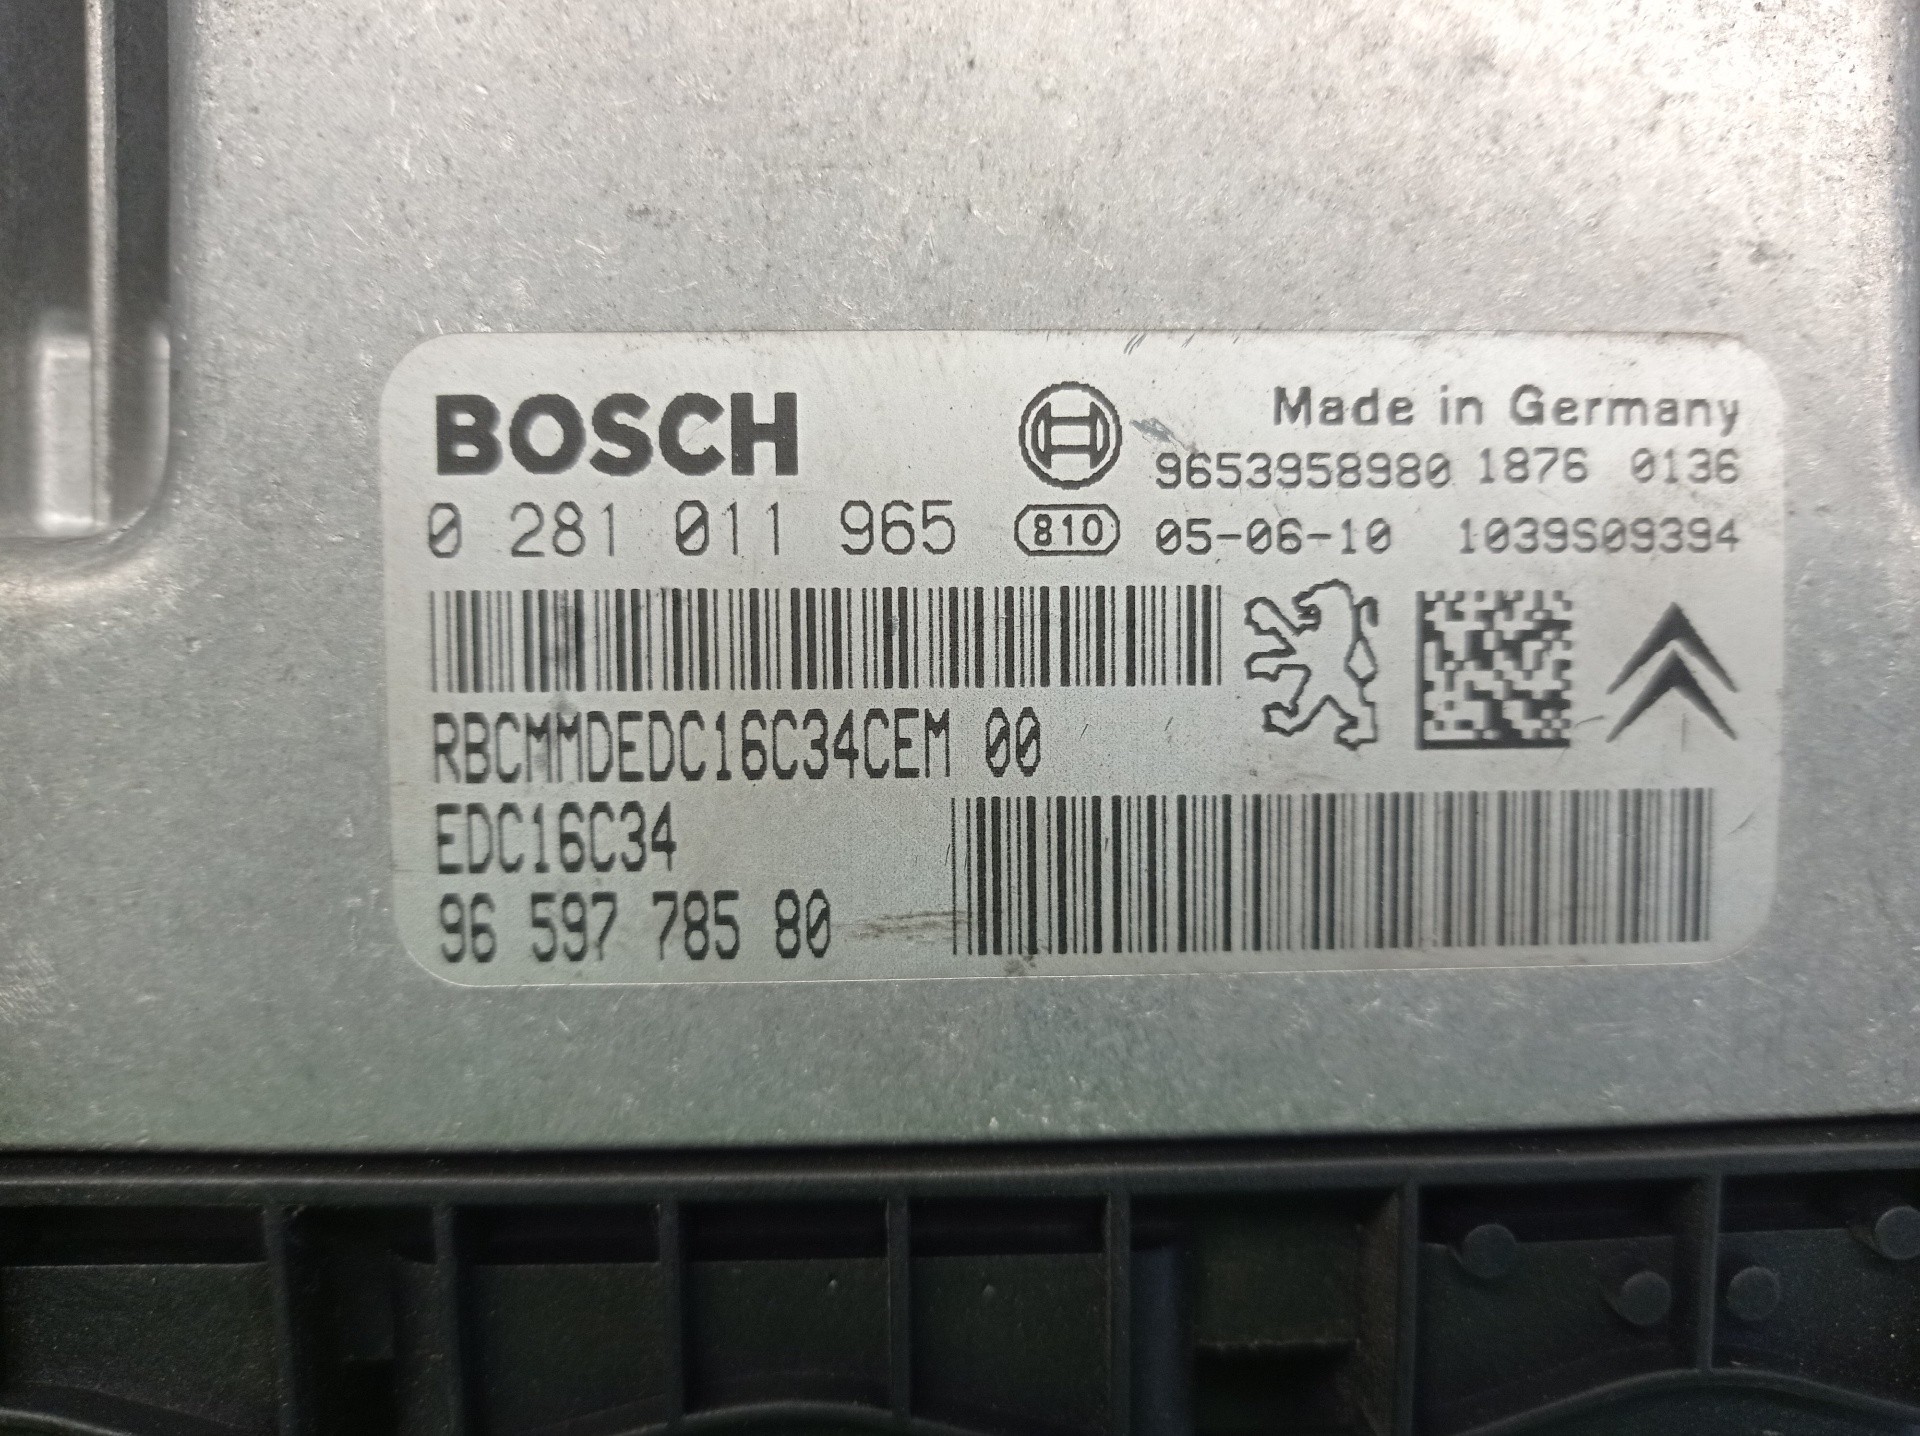 BOSCH
Made in Germany
9653958980 1876 0136
0 281 011 965 810 05-06-10 1039S09394
RBCMMDEDC16C34CEM 00
EDC16C34
96 597 785 80